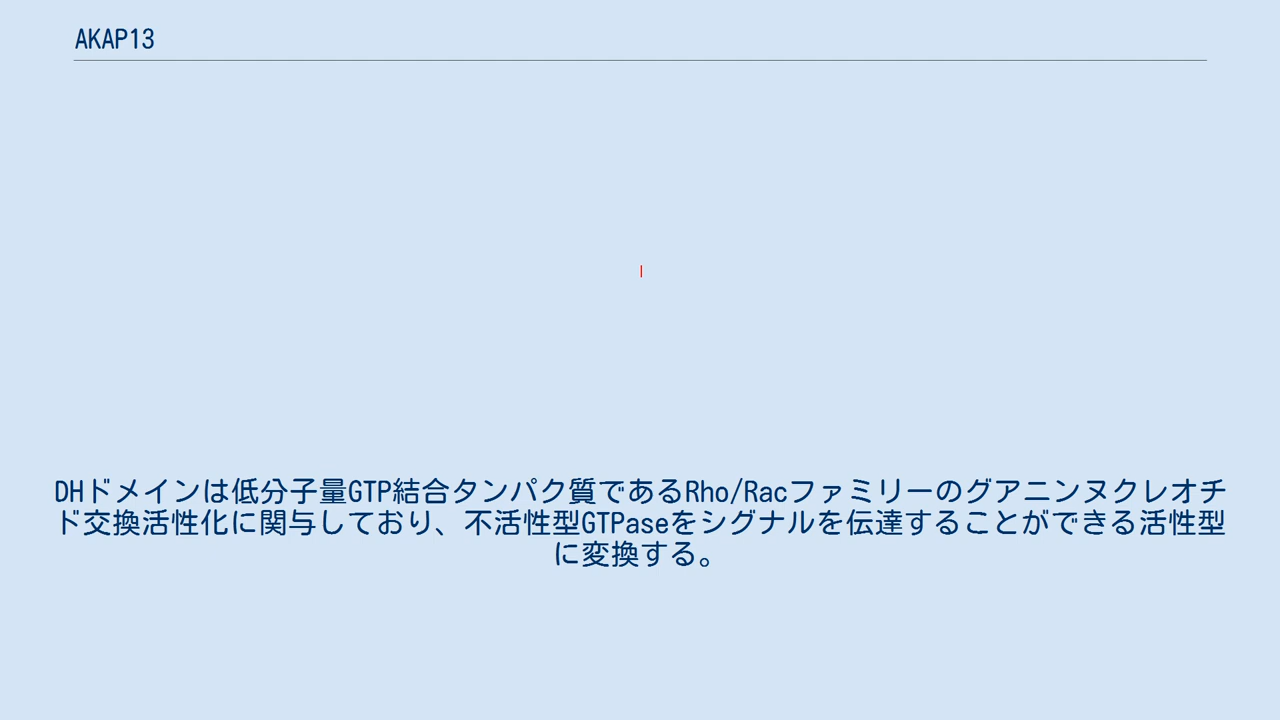 AKAP13
DHドメインは低分子量GTP結合タンパク質であるRho/Racファミリーのグアニンヌクレオチ
ド交換活性化に関与しており、不活性型GTPaseをシグナルを伝達することができる活性型
に変換する。